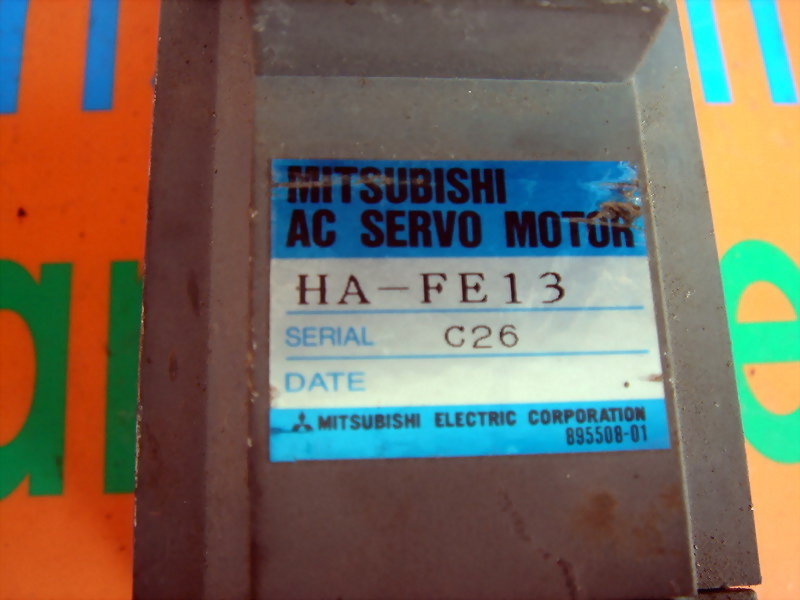 MITSUBISHI
AC SERVO MOTOR
HA-FE13
SERIAL C26
DATE
MITSUBISHI ELECTRIC CORPORATION
895508-01